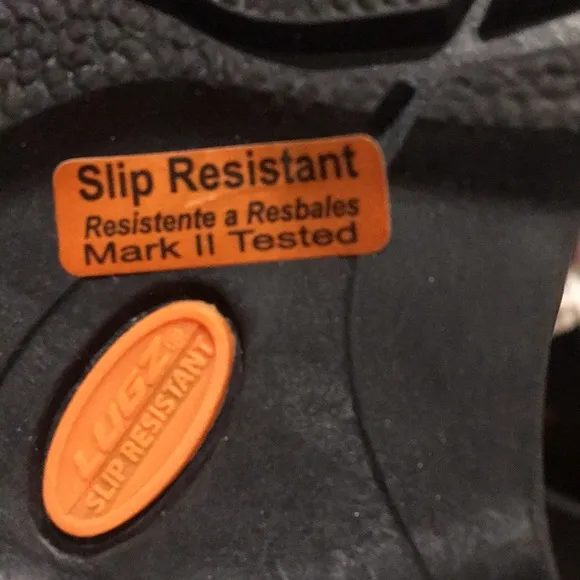 Slip Resistant
Resistente a Resbales
Mark II Tested
LUGZ®
SLIP RESISTANT